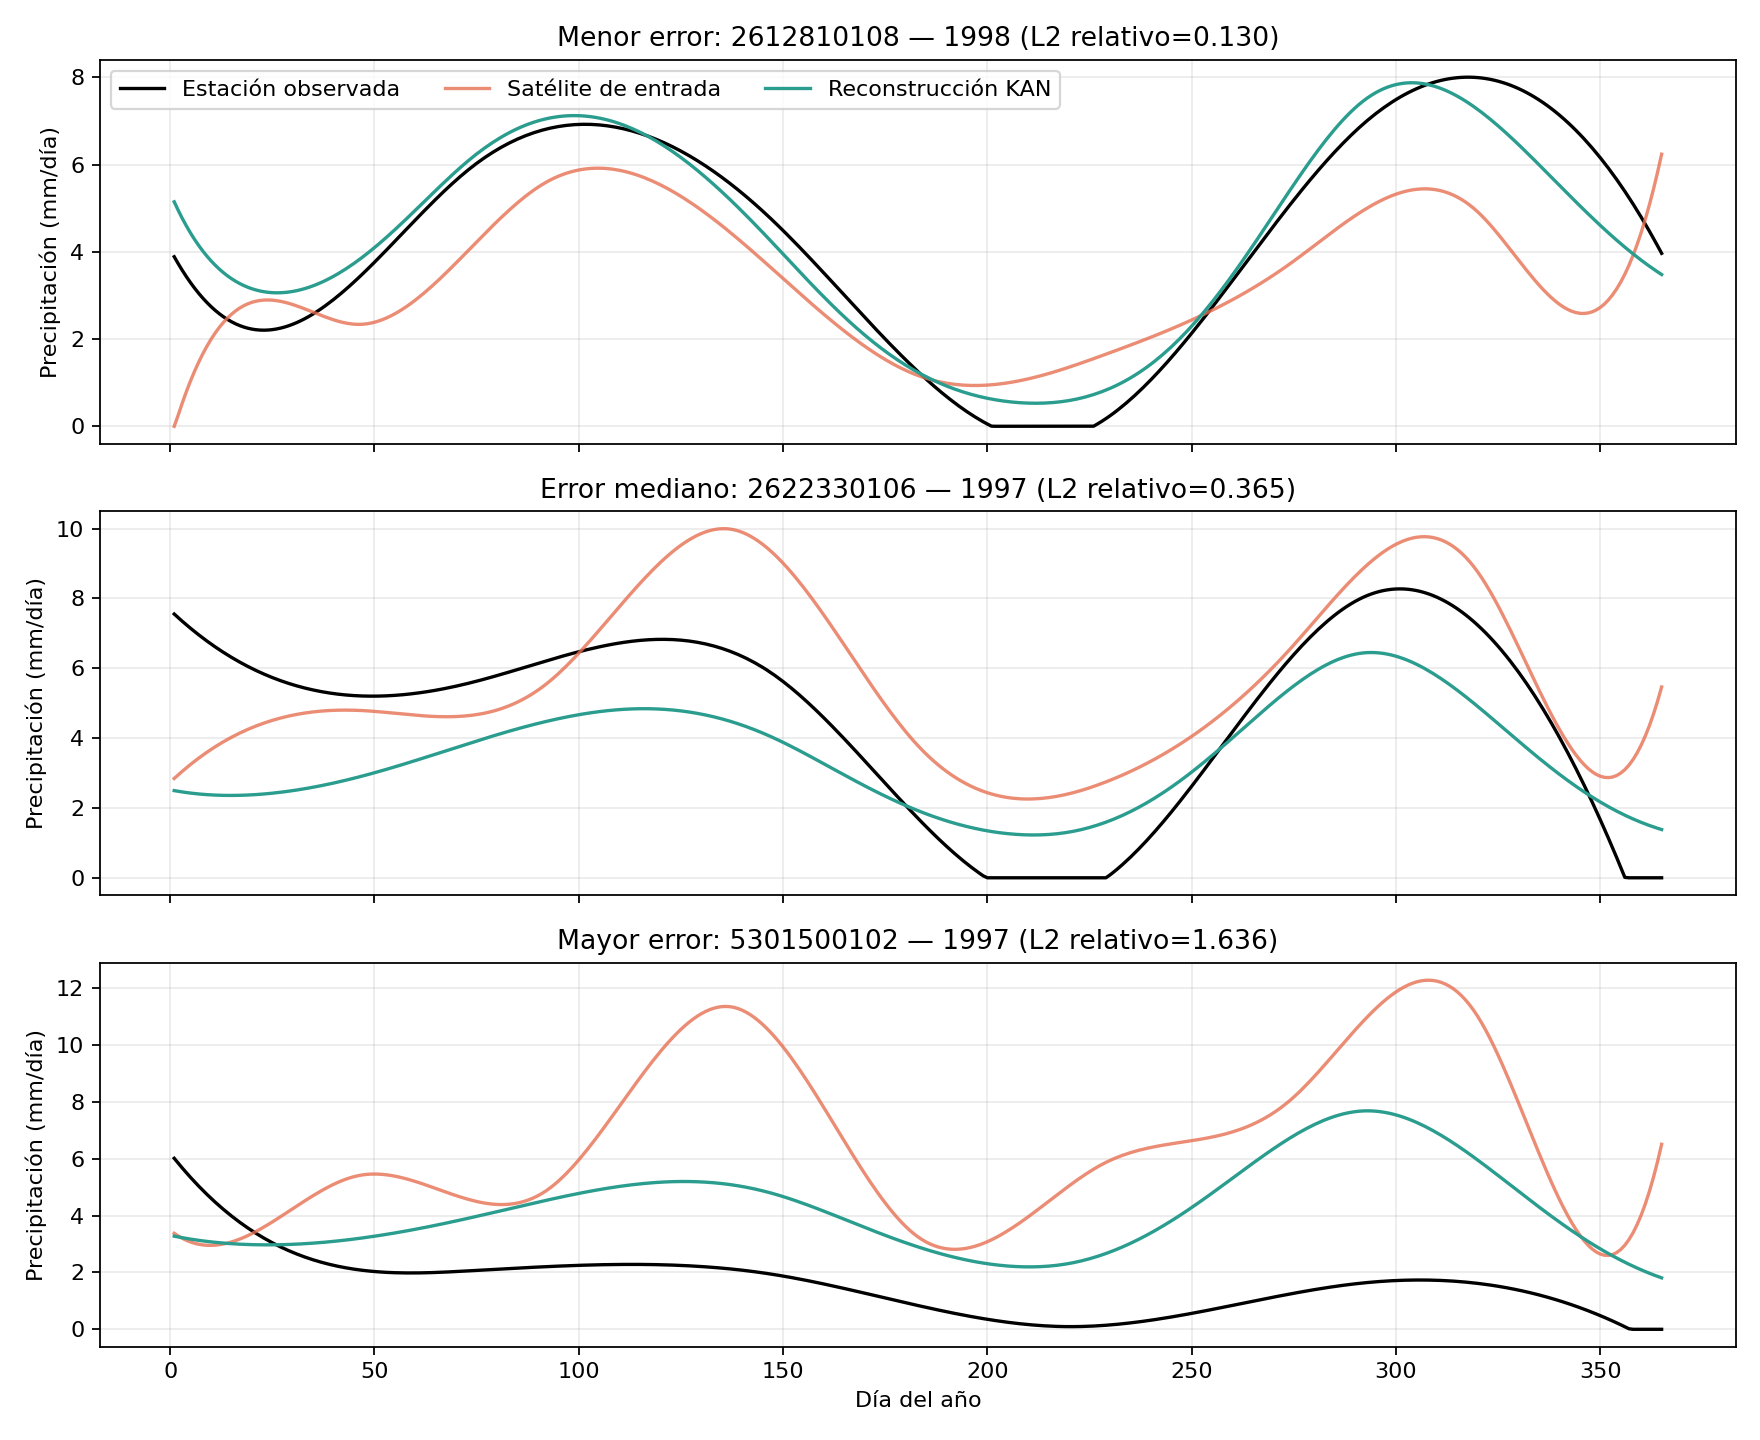 Menor error: 2612810108 — 1998 (L2 relativo=0.130)
Estación observada
Satélite de entrada
Reconstrucción KAN
Precipitación (mm/día)
8
6
4
2
0
Error mediano: 2622330106 — 1997 (L2 relativo=0.365)
Precipitación (mm/día)
10
8
6
4
2
0
Mayor error: 5301500102 — 1997 (L2 relativo=1.636)
Precipitación (mm/día)
12
10
8
6
4
2
0
0 50 100 150 200 250 300 350
Día del año